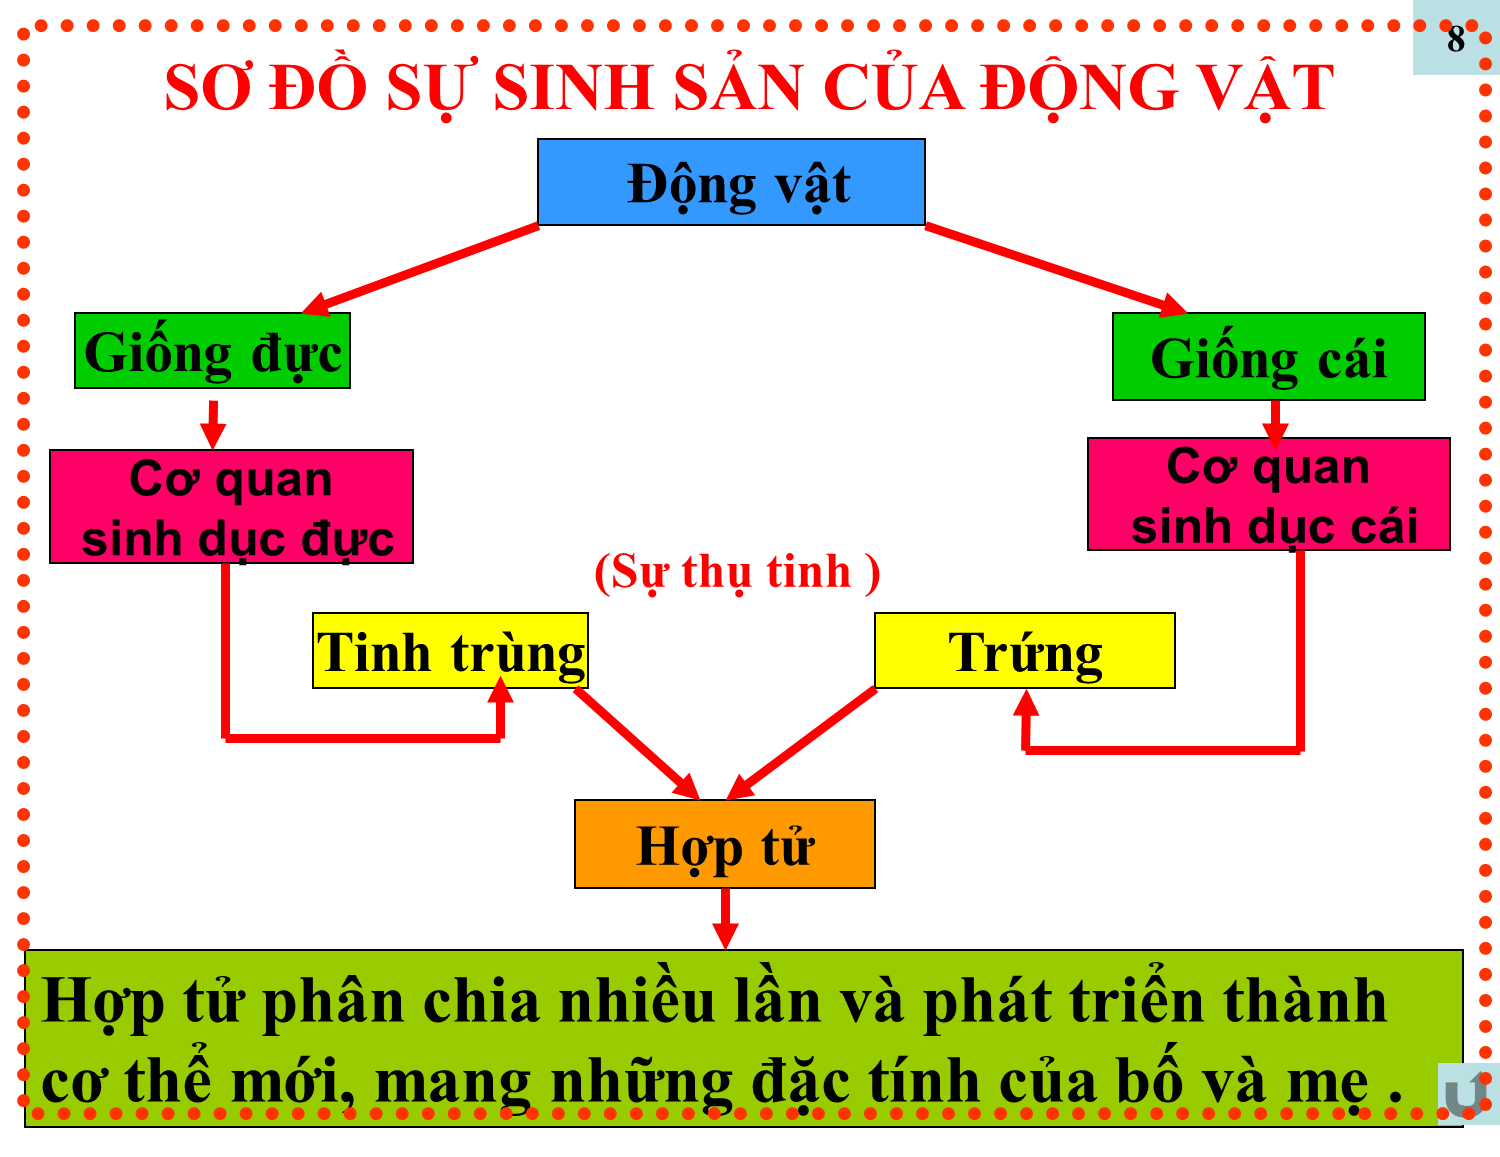 8
SƠ ĐỒ SỰ SINH SẢN CỦA ĐỘNG VẬT
Động vật
Giống đực
Giống cái
Cơ quan
sinh dục đực
Cơ quan
sinh dục cái
(Sự thụ tinh )
Tinh trùng
Trứng
Hợp tử
Hợp tử phân chia nhiều lần và phát triển thành
cơ thể mới, mang những đặc tính của bố và mẹ .